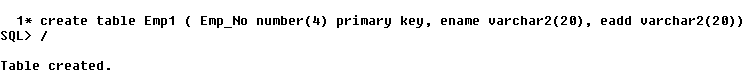 1* create table Emp1 ( Emp_No number(4) primary key, ename varchar2(20), eadd varchar2(20))
SQL> /
Table created.